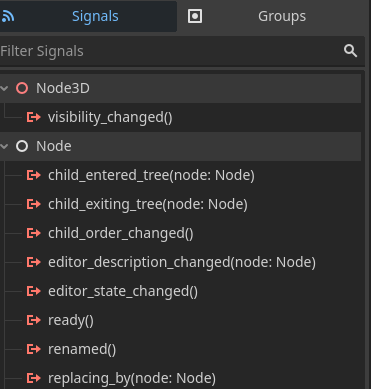 Signals
Groups
Filter Signals
Node3D
visibility_changed()
Node
child_entered_tree(node: Node)
child_exiting_tree(node: Node)
child_order_changed()
editor_description_changed(node: Node)
editor_state_changed()
ready()
renamed()
replacing_by(node: Node)